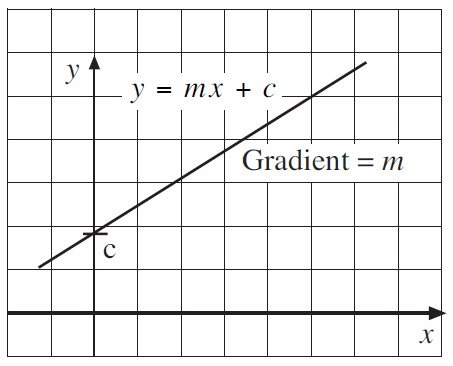 y
y = mx + c
Gradient = m
c
x